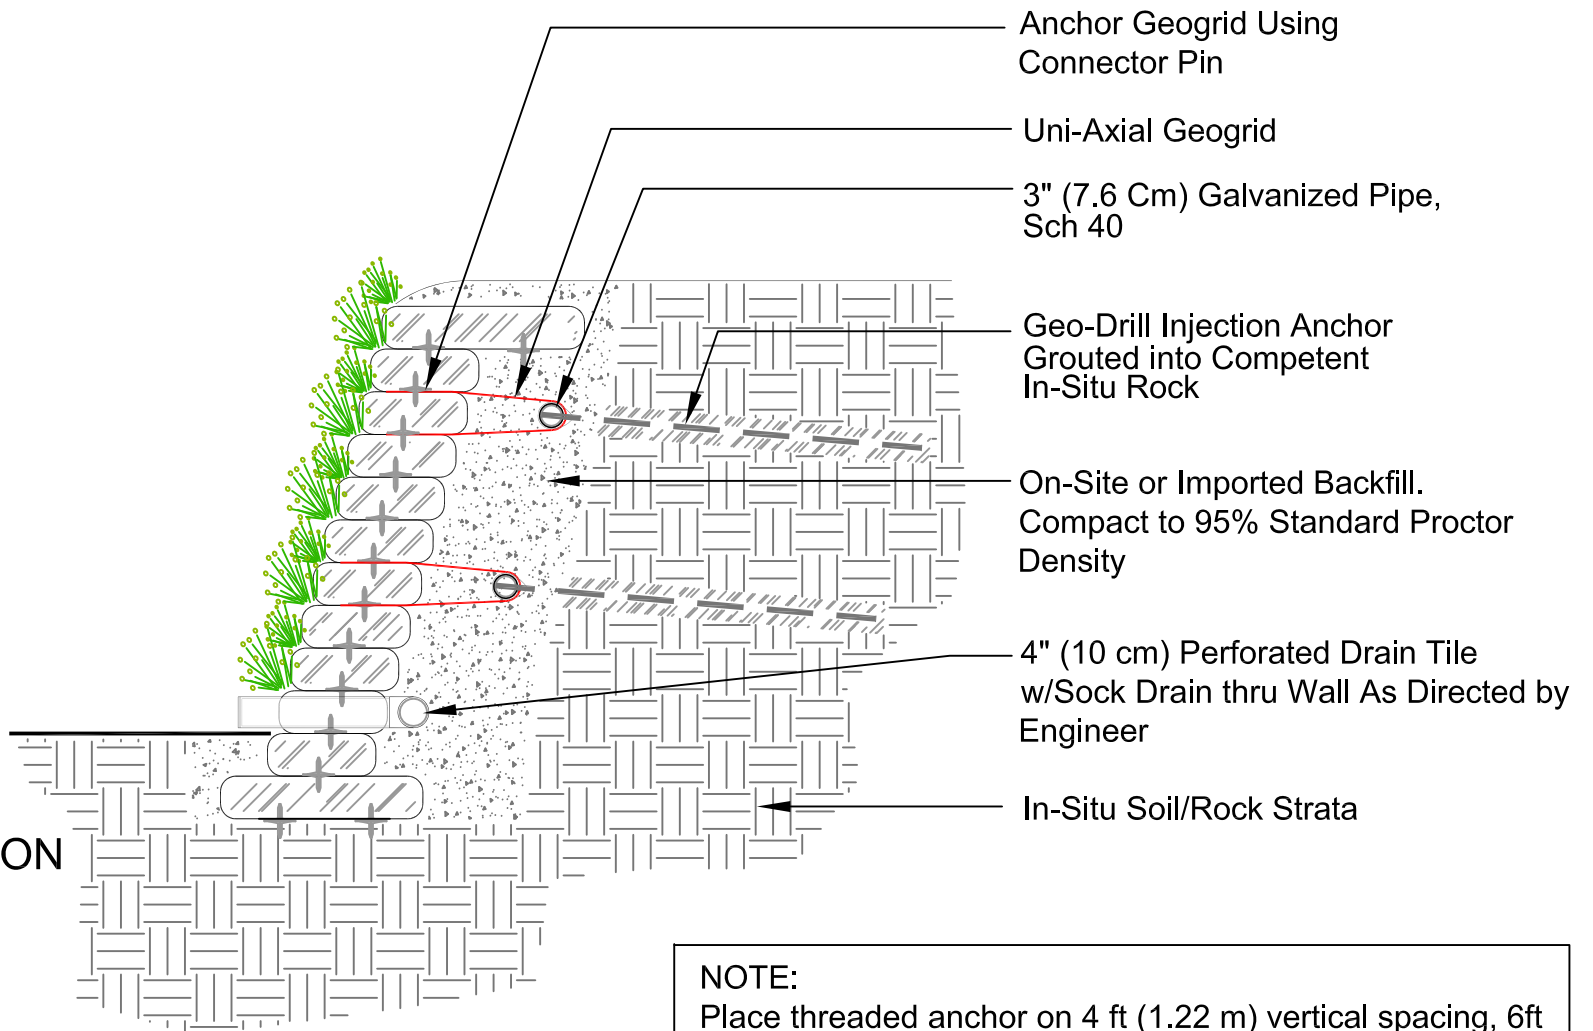 Anchor Geogrid Using
Connector Pin
Uni-Axial Geogrid
3" (7.6 Cm) Galvanized Pipe,
Sch 40
Geo-Drill Injection Anchor
Grouted into Competent
In-Situ Rock
On-Site or Imported Backfill.
Compact to 95% Standard Proctor
Density
4" (10 cm) Perforated Drain Tile
w/Sock Drain thru Wall As Directed by
Engineer
In-Situ Soil/Rock Strata
ON
NOTE:
Place threaded anchor on 4 ft (1.22 m) vertical spacing, 6ft